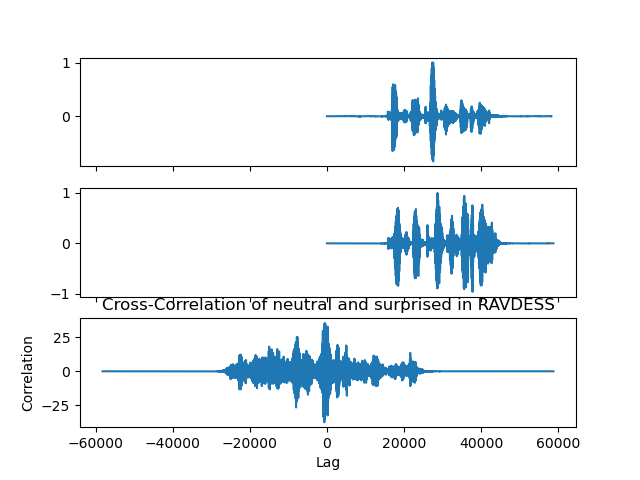 1
0
1
0
−1
Cross-Correlation of neutral and surprised in RAVDESS
25
0
−25
Correlation
−60000 −40000 −20000 0 20000 40000 60000
Lag